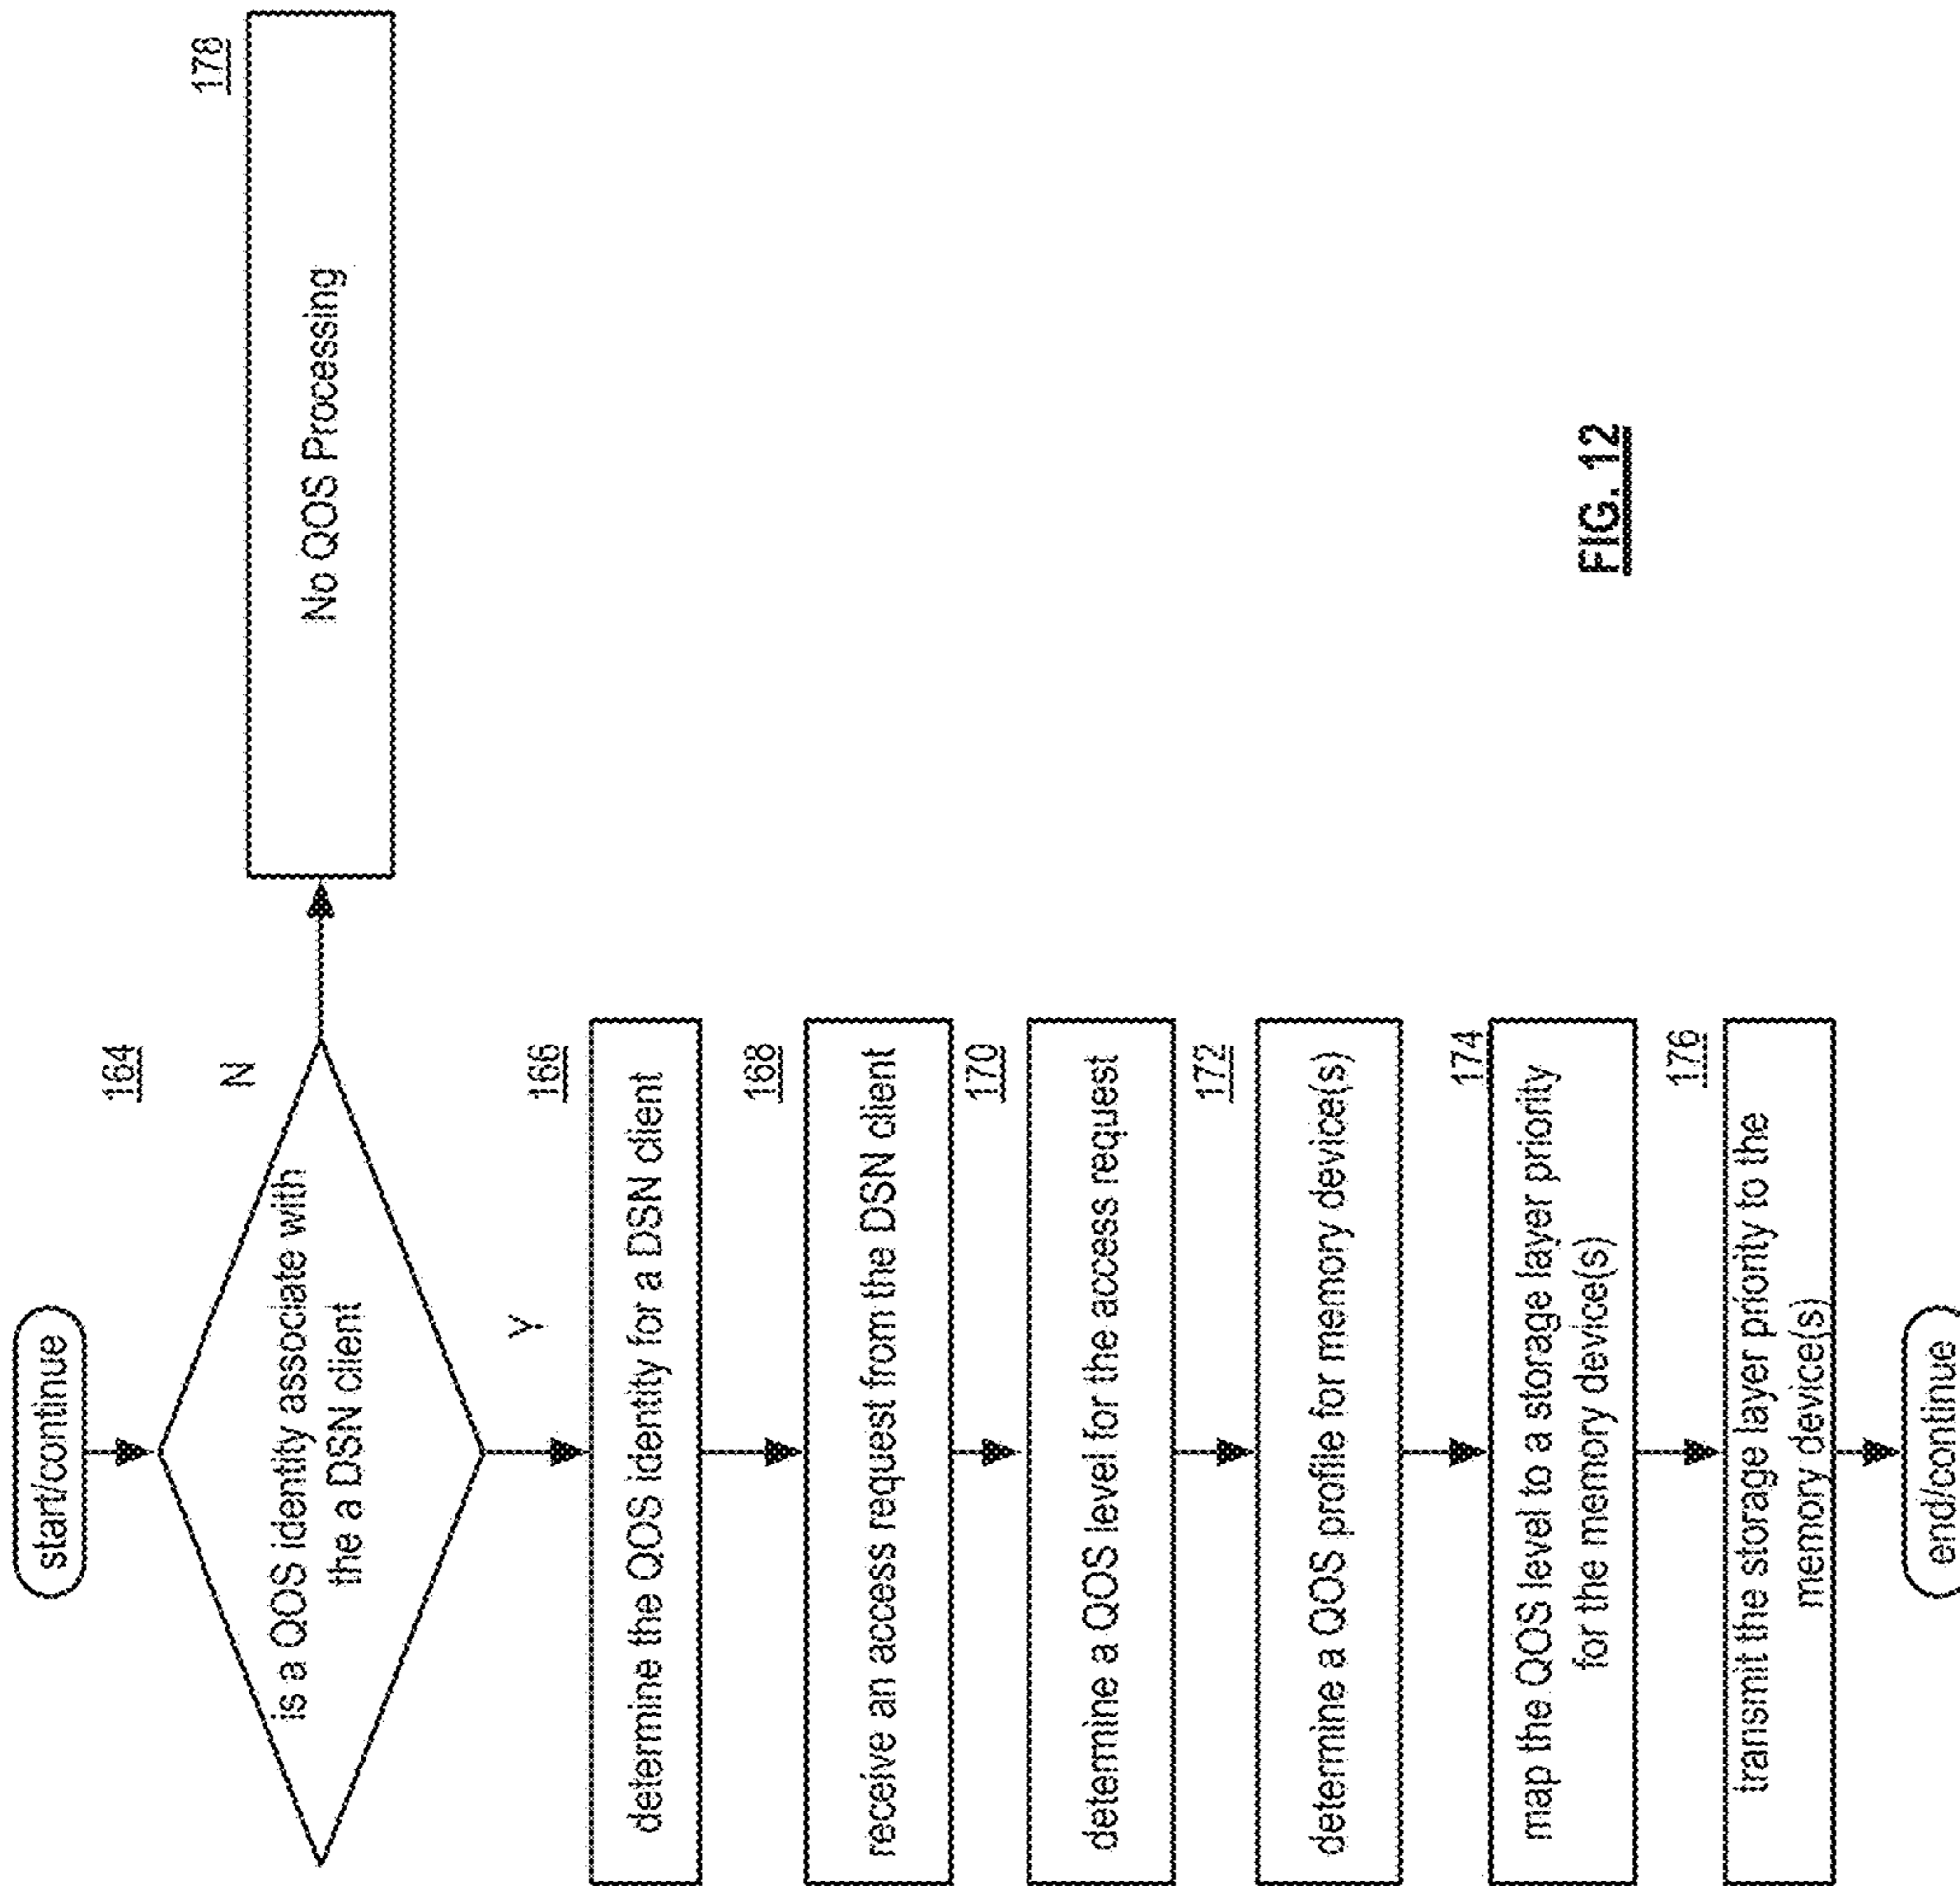 start/continue
164
is a QOS identity associate with
the a DSN client
N
178
No QOS Processing
Y
166
determine the QOS identity for a DSN client
168
receive an access request from the DSN client
170
determine a QOS level for the access request
172
determine a QOS profile for memory device(s)
174
map the QOS level to a storage layer priority
for the memory device(s)
176
transmit the storage layer priority to the
memory device(s)
end/continue
FIG. 12